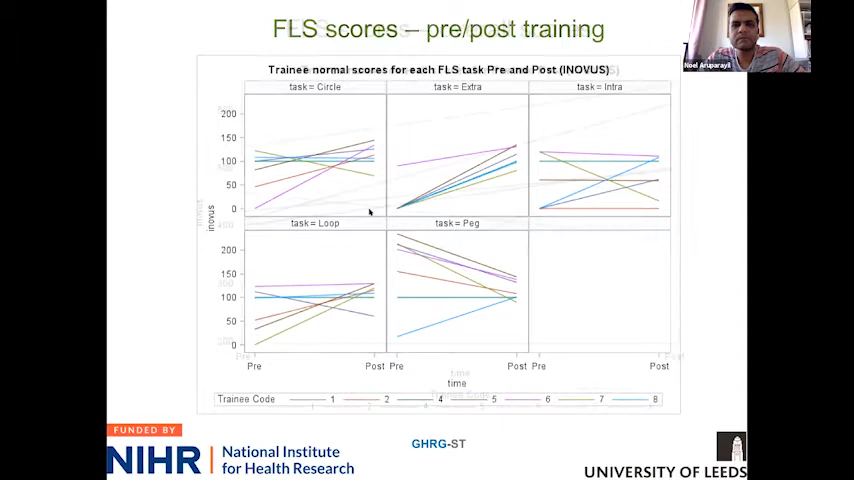 FLS scores – pre/post training
Noel Aruparayil
Trainee normal scores for each FLS task Pre and Post (INOVUS)
task = Circle
task = Extra
task = Intra
200
150
100
50
0
inovus
task = Loop
task = Peg
200
150
100
50
0
Pre
Post
Pre
Post
Pre
Post
time
Trainee Code
1
2
4
5
6
7
8
FUNDED BY
NIHR
National Institute
for Health Research
GHRG-ST
UNIVERSITY OF LEEDS